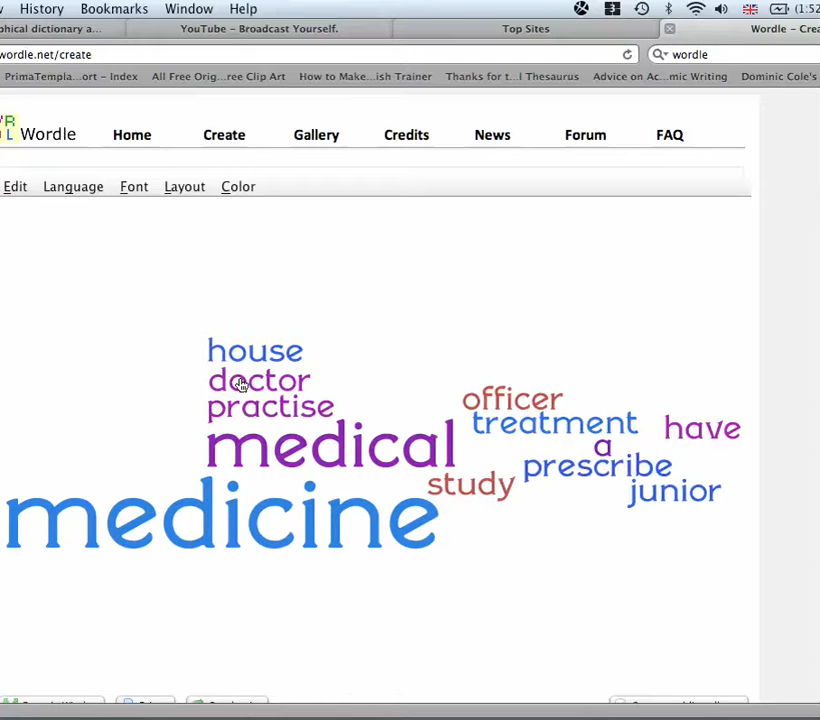 History Bookmarks Window Help 3 (1:52
phical dictionary a... YouTube – Broadcast Yourself. Top Sites Wordle – Crea
wordle.net/create wordle
PrimaTempla...ort – Index All Free Orig...ree Clip Art How to Make...ish Trainer Thanks for t...l Thesaurus Advice on Ac...mic Writing Dominic Cole's
R
L Wordle Home Create Gallery Credits News Forum FAQ
Edit Language Font Layout Color
house
doctor
practise
officer
treatment
have
medical
a
prescribe
study
junior
medicine